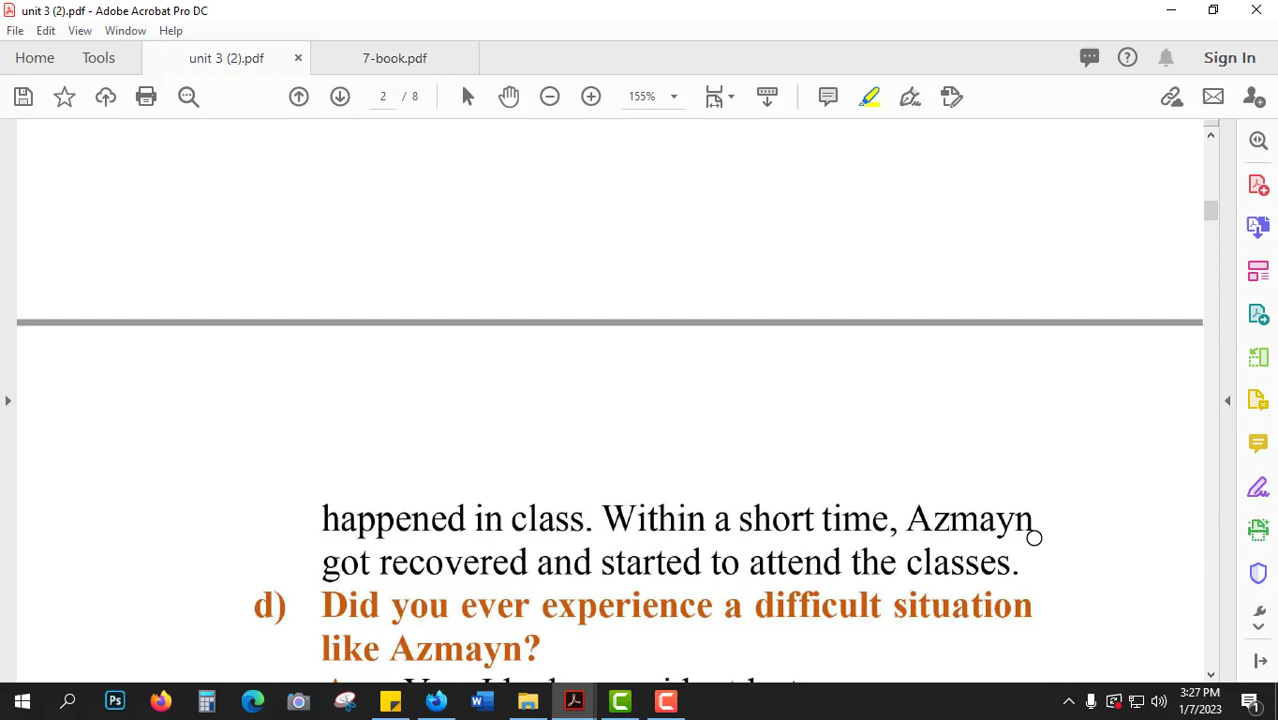 unit 3 (2).pdf - Adobe Acrobat Pro DC
File Edit View Window Help
Home Tools unit 3 (2).pdf × 7-book.pdf Sign In
2 / 8 155%
happened in class. Within a short time, Azmayn
got recovered and started to attend the classes.
d) Did you ever experience a difficult situation
like Azmayn?
3:27 PM
1/7/2023